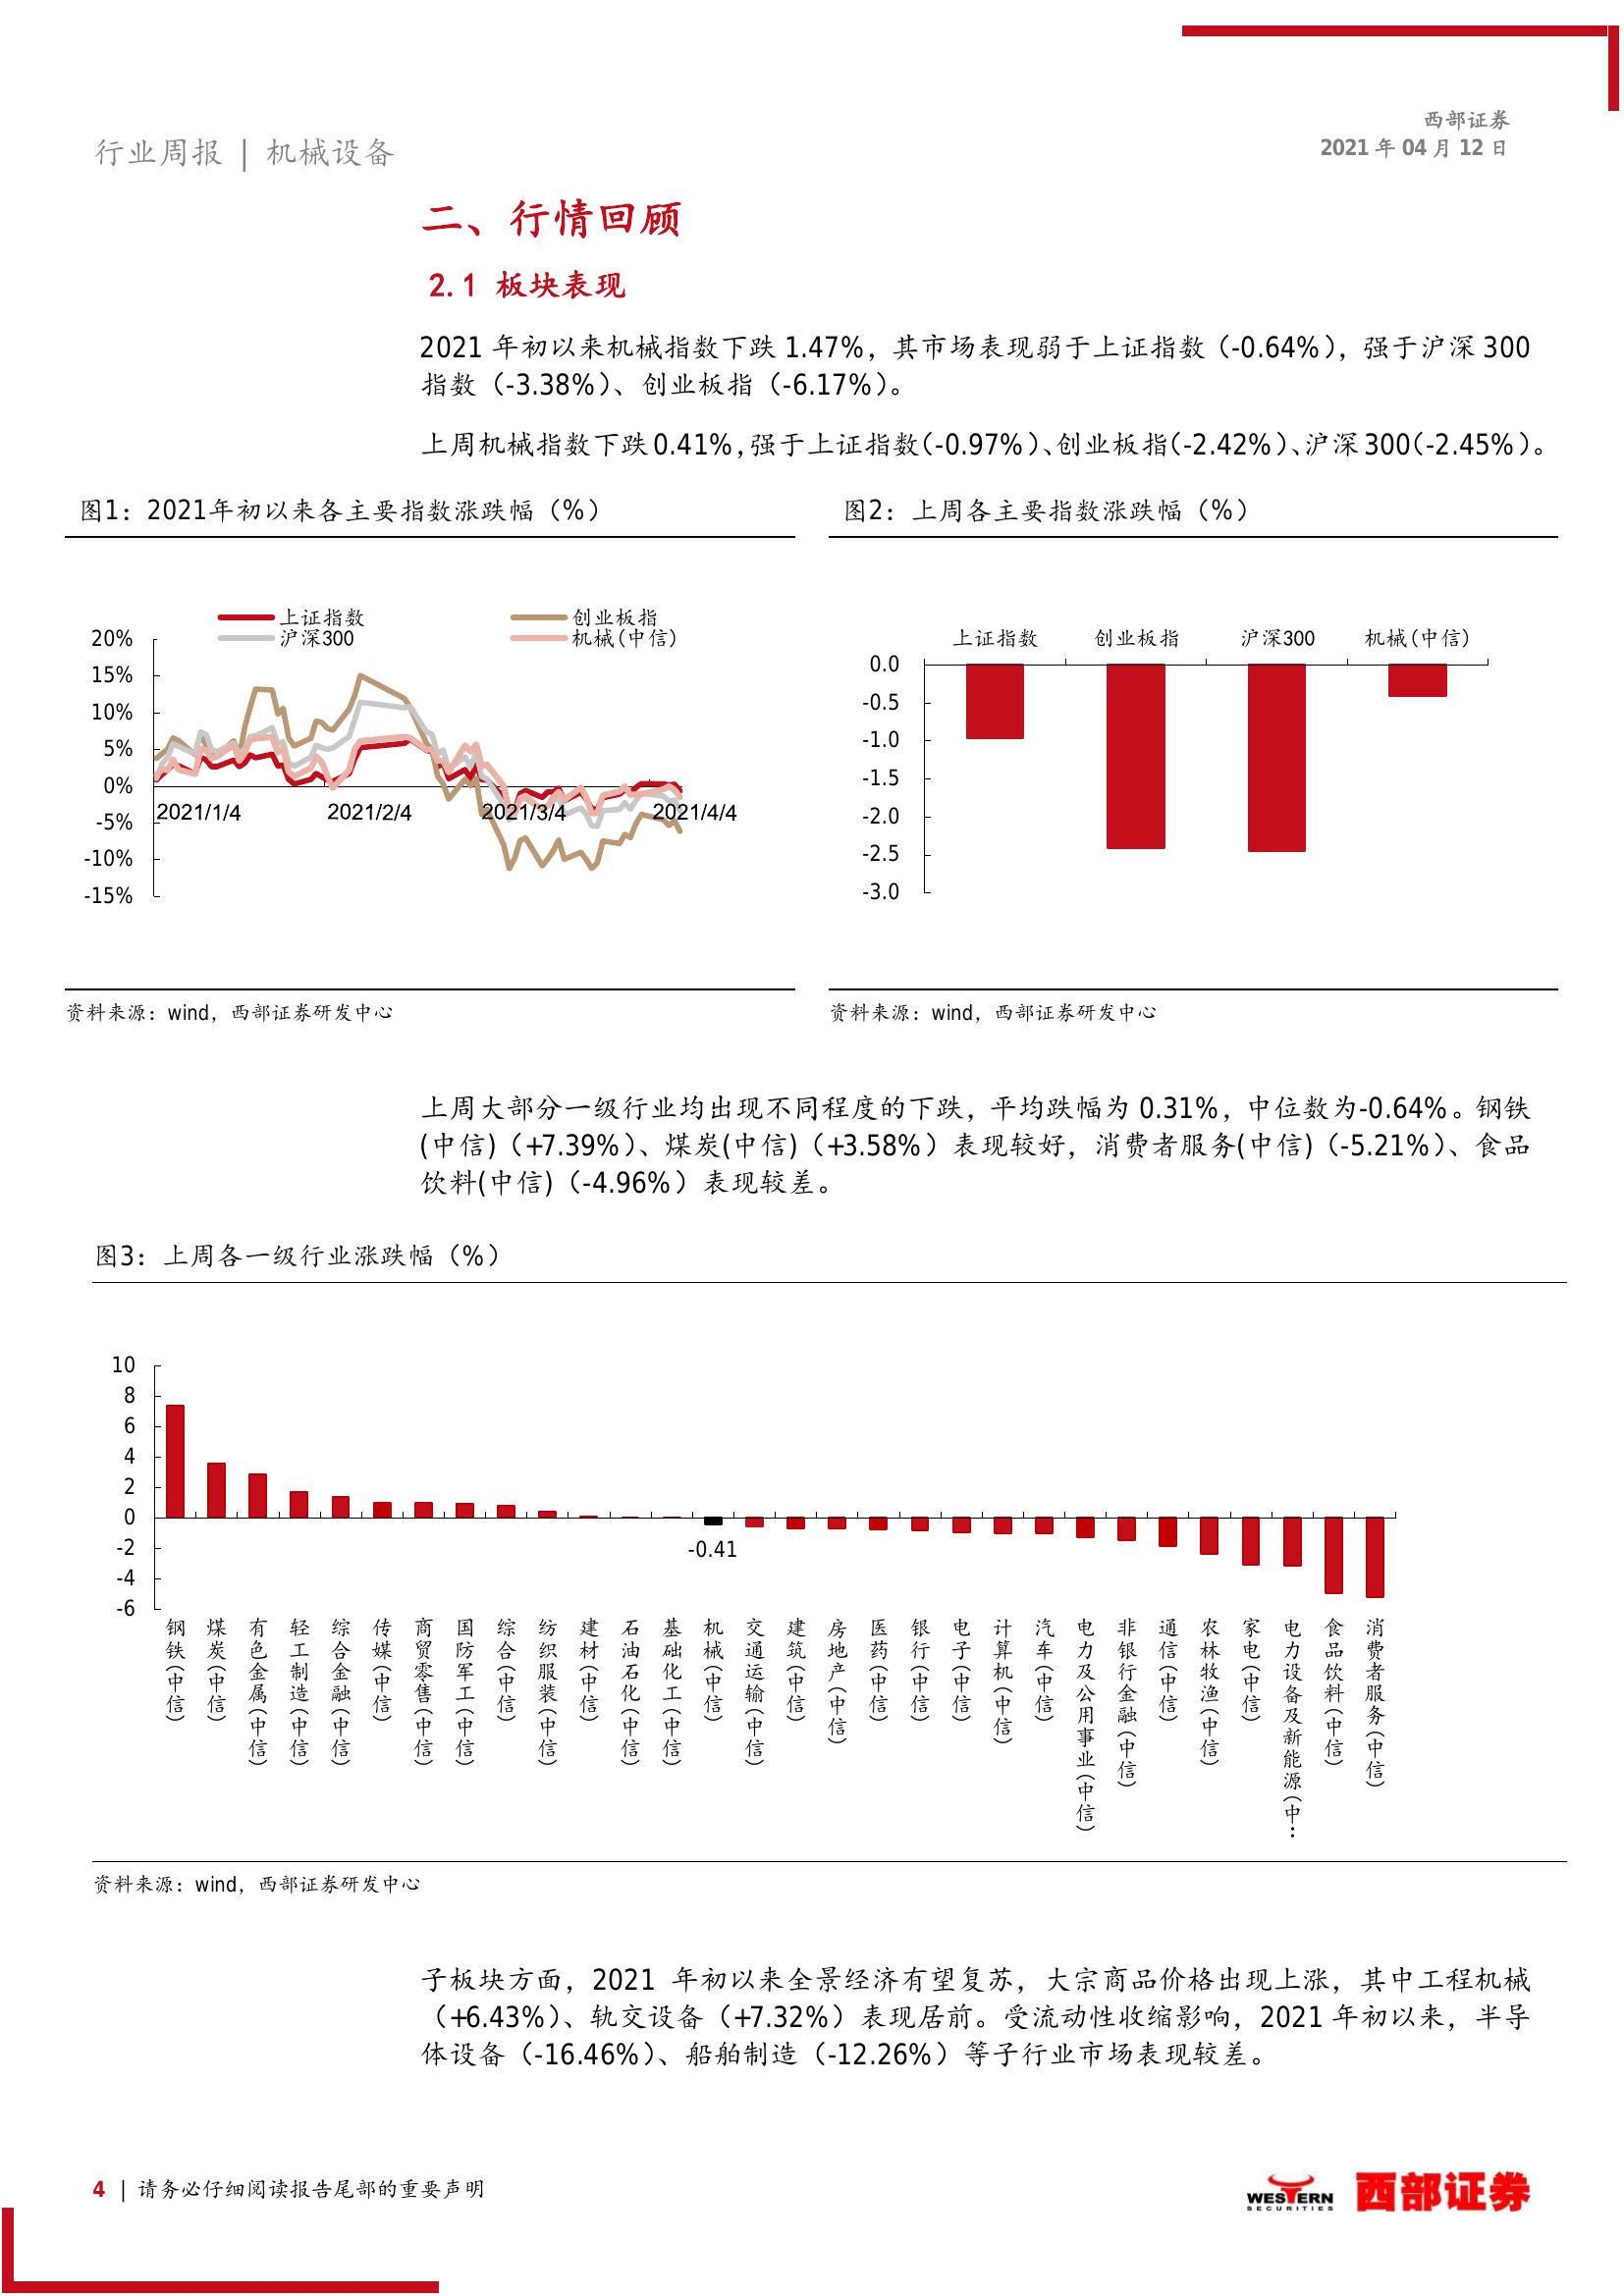 西部证券
2021 年 04 月 12 日
行业周报 | 机械设备
二、行情回顾
2.1 板块表现
2021 年初以来机械指数下跌 1.47%，其市场表现弱于上证指数（-0.64%），强于沪深 300
指数（-3.38%）、创业板指（-6.17%）。
上周机械指数下跌0.41%，强于上证指数(-0.97%)、创业板指(-2.42%)、沪深300(-2.45%)。
图1：2021年初以来各主要指数涨跌幅（%）
上证指数
创业板指
沪深300
机械(中信)
20%
15%
10%
5%
0%
-5%
-10%
-15%
2021/1/4
2021/2/4
2021/3/4
2021/4/4
资料来源：wind，西部证券研发中心
图2：上周各主要指数涨跌幅（%）
上证指数
创业板指
沪深300
机械(中信)
0.0
-0.5
-1.0
-1.5
-2.0
-2.5
-3.0
资料来源：wind，西部证券研发中心
上周大部分一级行业均出现不同程度的下跌，平均跌幅为 0.31%，中位数为-0.64%。钢铁
(中信)（+7.39%）、煤炭(中信)（+3.58%）表现较好，消费者服务(中信)（-5.21%）、食品
饮料(中信)（-4.96%）表现较差。
图3：上周各一级行业涨跌幅（%）
10
8
6
4
2
0
-2
-4
-6
-0.41
钢铁(中信)
煤炭(中信)
有色金属(中信)
轻工制造(中信)
综合金融(中信)
传媒(中信)
商贸零售(中信)
国防军工(中信)
综合(中信)
纺织服装(中信)
建材(中信)
石油石化(中信)
基础化工(中信)
机械(中信)
交通运输(中信)
建筑(中信)
房地产(中信)
医药(中信)
银行(中信)
电子(中信)
计算机(中信)
汽车(中信)
电力及公用事业(中信)
非银行金融(中信)
通信(中信)
农林牧渔(中信)
家电(中信)
电力设备及新能源(中…
食品饮料(中信)
消费者服务(中信)
资料来源：wind，西部证券研发中心
子板块方面，2021 年初以来全景经济有望复苏，大宗商品价格出现上涨，其中工程机械
（+6.43%）、轨交设备（+7.32%）表现居前。受流动性收缩影响，2021 年初以来，半导
体设备（-16.46%）、船舶制造（-12.26%）等子行业市场表现较差。
4 | 请务必仔细阅读报告尾部的重要声明
WESTERN
SECURITIES
西部证券